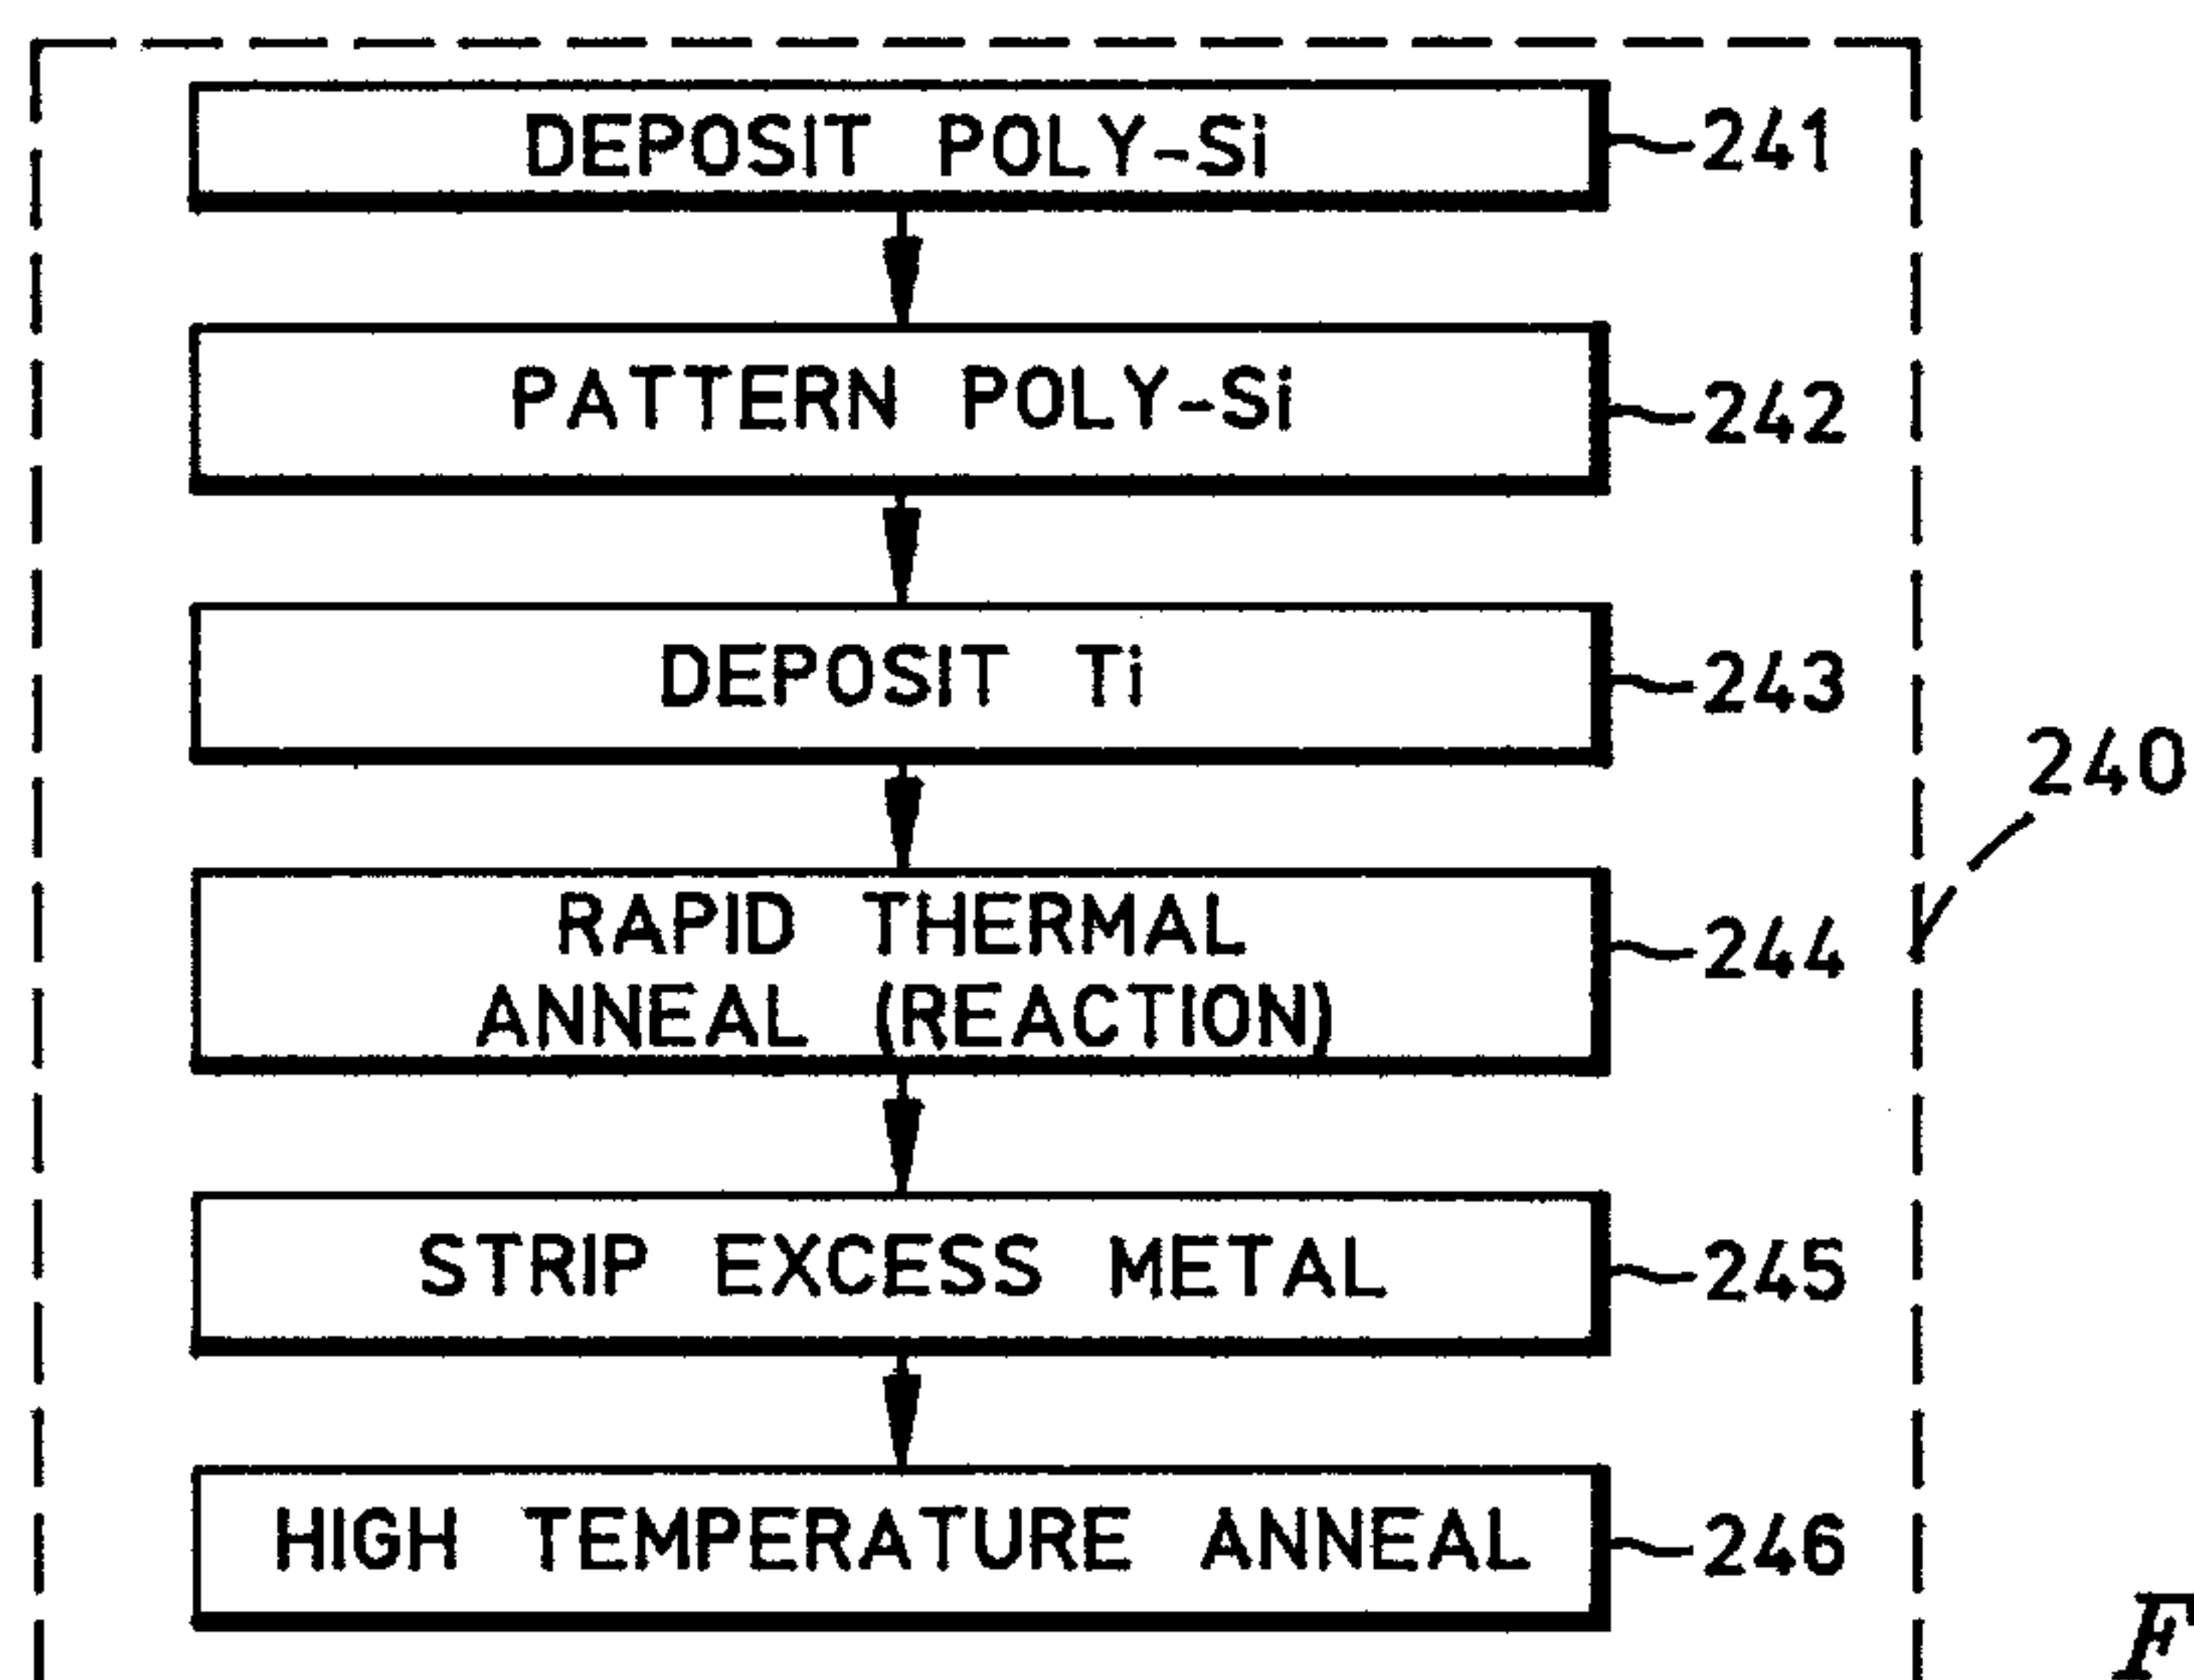 DEPOSIT POLY-Si
241
PATTERN POLY-Si
242
DEPOSIT Ti
243
240
RAPID THERMAL
ANNEAL (REACTION)
244
STRIP EXCESS METAL
245
HIGH TEMPERATURE ANNEAL
246